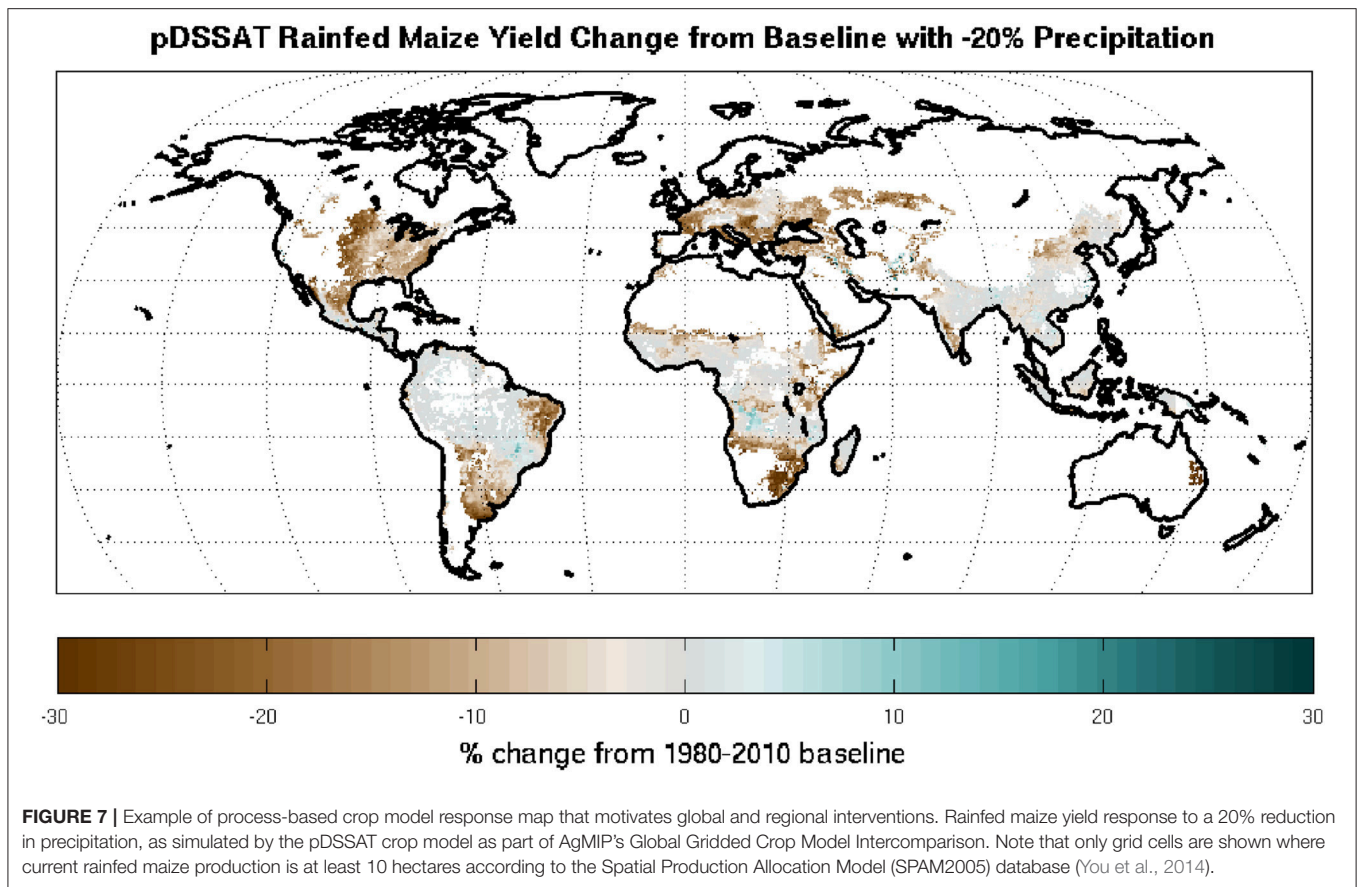 pDSSAT Rainfed Maize Yield Change from Baseline with -20% Precipitation
-30 -20 -10 0 10 20 30
% change from 1980-2010 baseline
FIGURE 7 | Example of process-based crop model response map that motivates global and regional interventions. Rainfed maize yield response to a 20% reduction
in precipitation, as simulated by the pDSSAT crop model as part of AgMIP's Global Gridded Crop Model Intercomparison. Note that only grid cells are shown where
current rainfed maize production is at least 10 hectares according to the Spatial Production Allocation Model (SPAM2005) database (You et al., 2014).